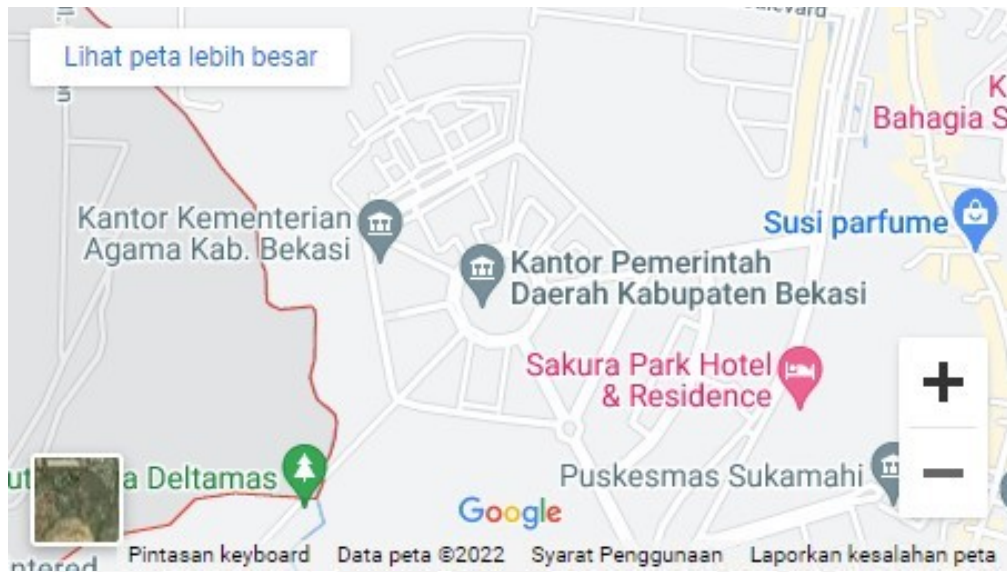 Lihat peta lebih besar
K
Bahagia S
Kantor Kementerian
Agama Kab. Bekasi
Susi parfume
Kantor Pemerintah
Daerah Kabupaten Bekasi
Sakura Park Hotel
& Residence
+
a Deltamas
Puskesmas Sukamahi
−
Google
Pintasan keyboard
Data peta ©2022
Syarat Penggunaan
Laporkan kesalahan peta